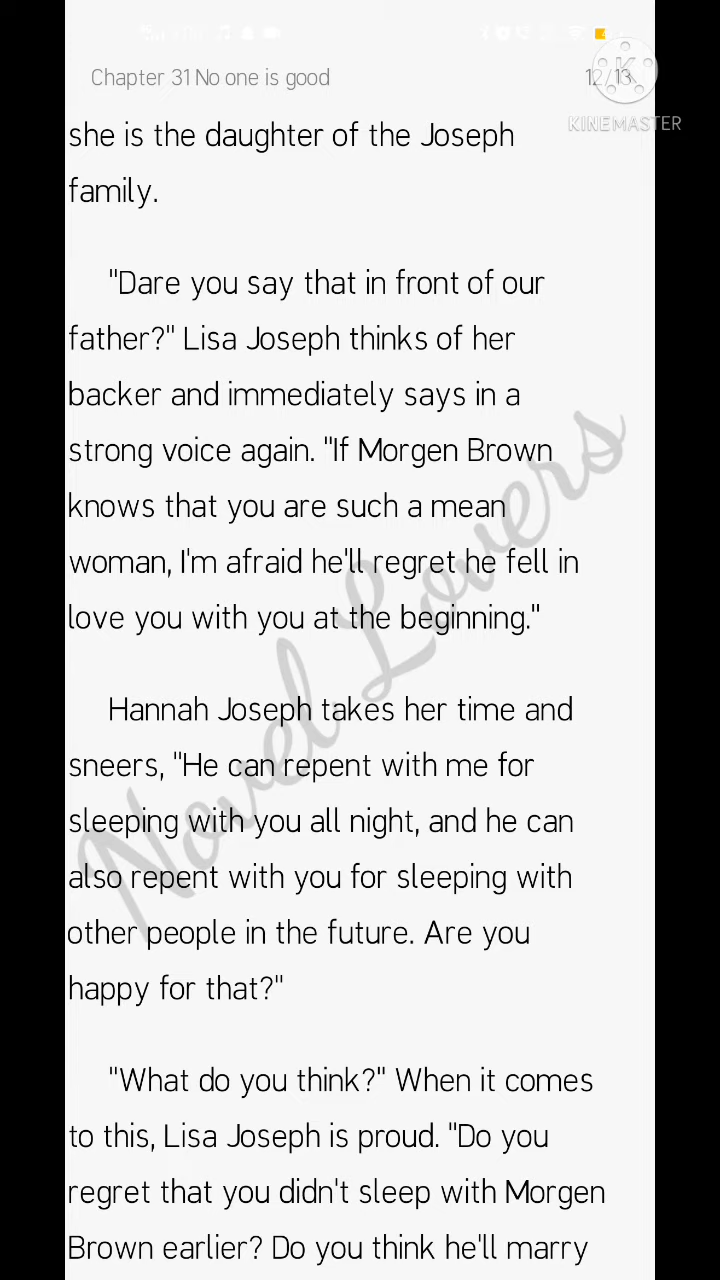 Chapter 31 No one is good
12/13
KINEMASTER
she is the daughter of the Joseph
family.
"Dare you say that in front of our
father?" Lisa Joseph thinks of her
backer and immediately says in a
strong voice again. "If Morgen Brown
knows that you are such a mean
woman, I'm afraid he'll regret he fell in
love you with you at the beginning."
Hannah Joseph takes her time and
sneers, "He can repent with me for
sleeping with you all night, and he can
also repent with you for sleeping with
other people in the future. Are you
happy for that?"
"What do you think?" When it comes
to this, Lisa Joseph is proud. "Do you
regret that you didn't sleep with Morgen
Brown earlier? Do you think he'll marry
Novel Lovers